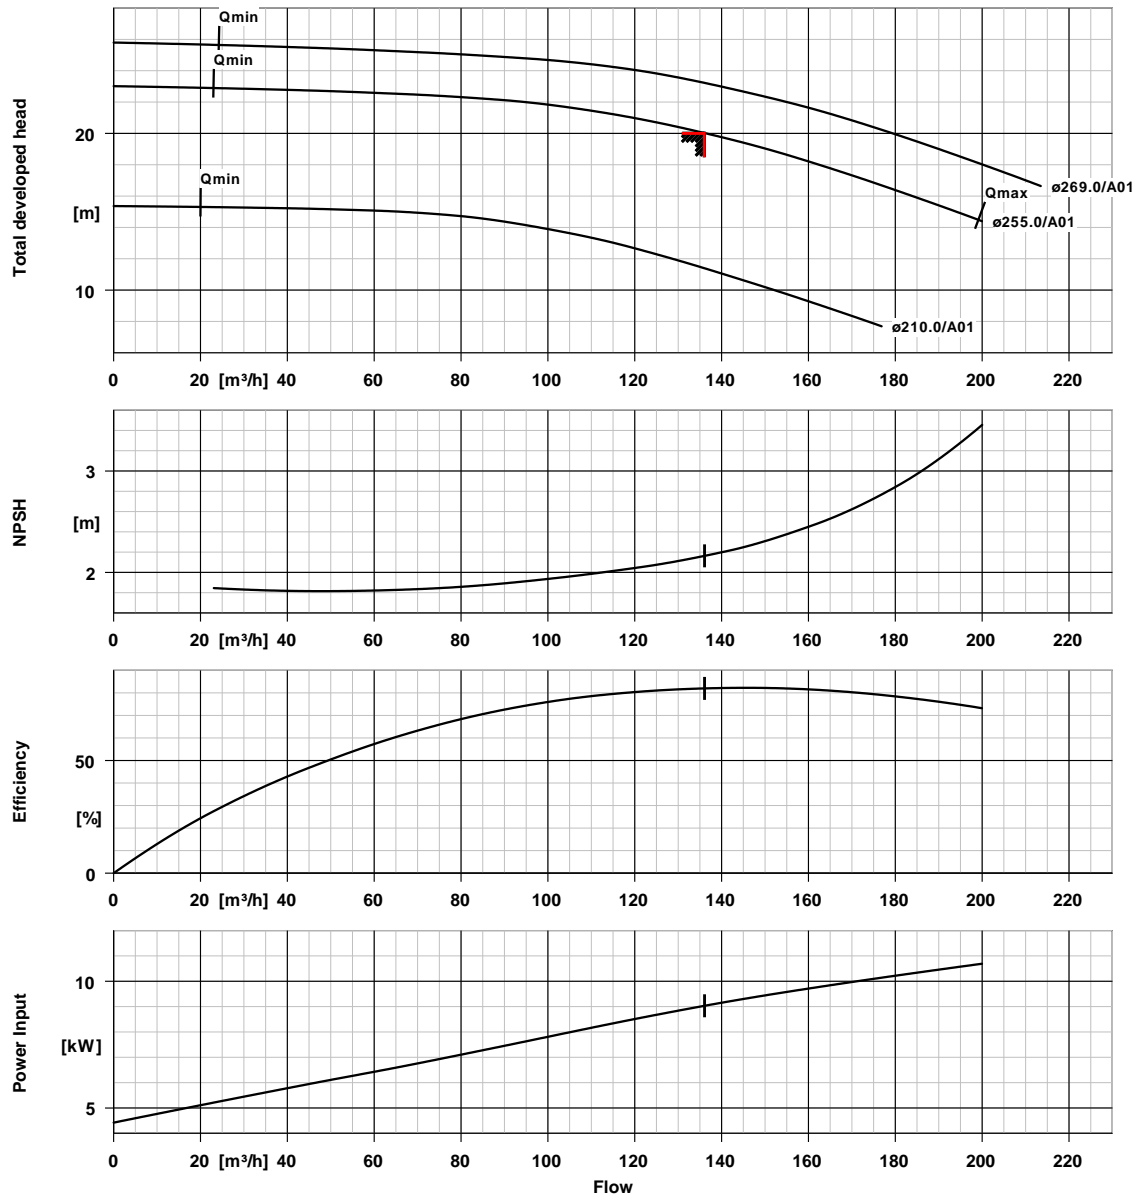 Qmin
Qmin
20
Qmin
Total developed head
[m]
Qmax
ø269.0/A01
ø255.0/A01
10
ø210.0/A01
0 20 [m³/h] 40 60 80 100 120 140 160 180 200 220
3
NPSH
[m]
2
0 20 [m³/h] 40 60 80 100 120 140 160 180 200 220
50
Efficiency
[%]
0
0 20 [m³/h] 40 60 80 100 120 140 160 180 200 220
10
Power Input
[kW]
5
0 20 [m³/h] 40 60 80 100 120 140 160 180 200 220
Flow